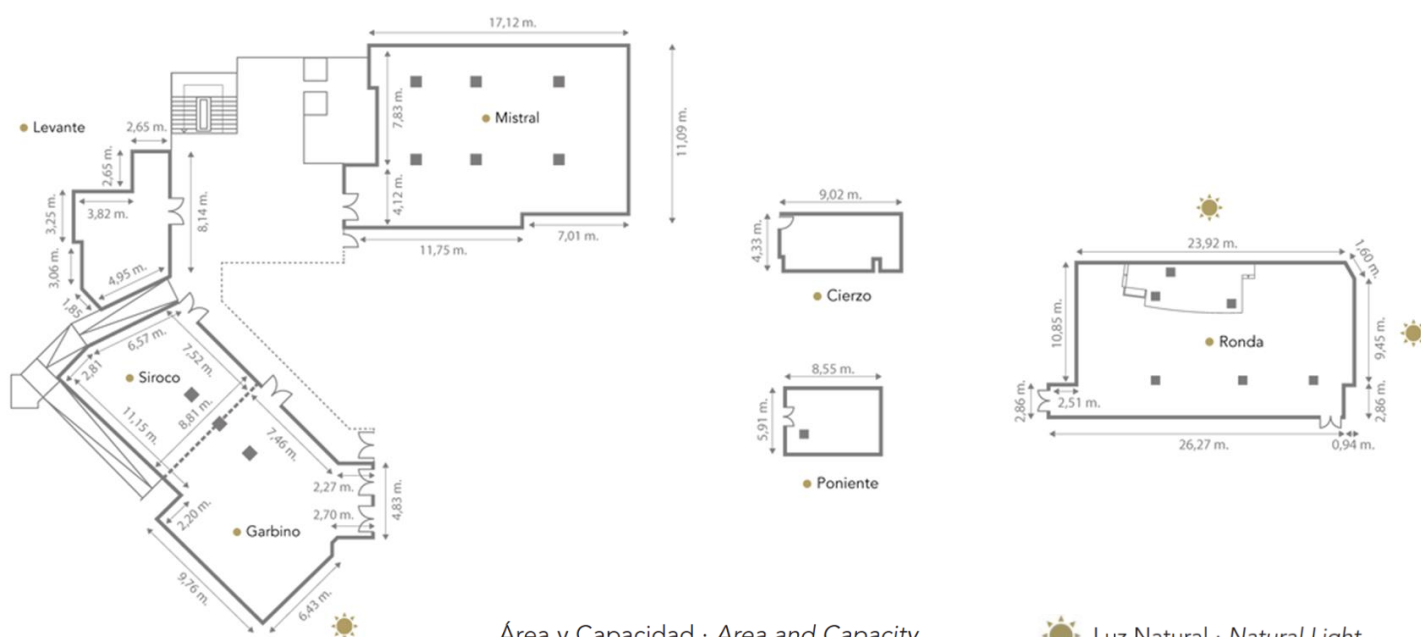 17,12 m.
7,83 m.
Mistral
11,09 m.
4,12 m.
11,75 m.
7,01 m.
Levante
2,65 m.
2,65 m.
3,82 m.
3,25 m.
8,14 m.
3,06 m.
4,95 m.
1,85
6,57 m.
7,52 m.
2,81
Siroco
11,15 m.
8,81 m.
7,46 m.
2,27 m.
2,70 m.
4,83 m.
2,20 m.
Garbino
9,76 m.
6,43 m.
9,02 m.
4,33 m.
Cierzo
8,55 m.
5,91 m.
Poniente
23,92 m.
1,60 m.
10,85 m.
Ronda
9,45 m.
2,86 m.
2,51 m.
2,86 m.
26,27 m.
0,94 m.
Área y Capacidad · Area and Capacity
Luz Natural · Natural Light